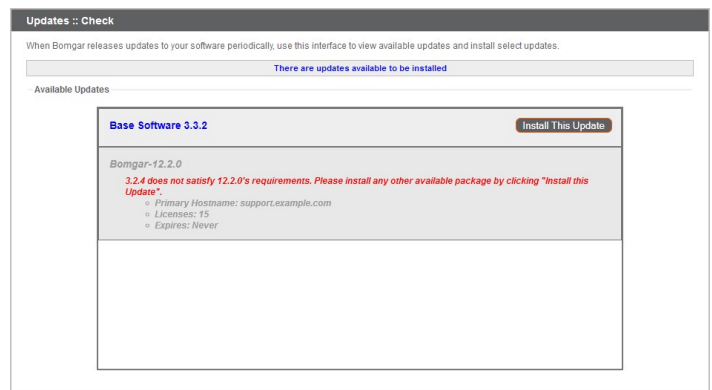 Updates :: Check
When Bomgar releases updates to your software periodically, use this interface to view available updates and install select updates.
There are updates available to be installed
Available Updates
Base Software 3.3.2
Install This Update
Bomgar-12.2.0
3.2.4 does not satisfy 12.2.0's requirements. Please install any other available package by clicking "Install this
Update".
Primary Hostname: support.example.com
Licenses: 15
Expires: Never